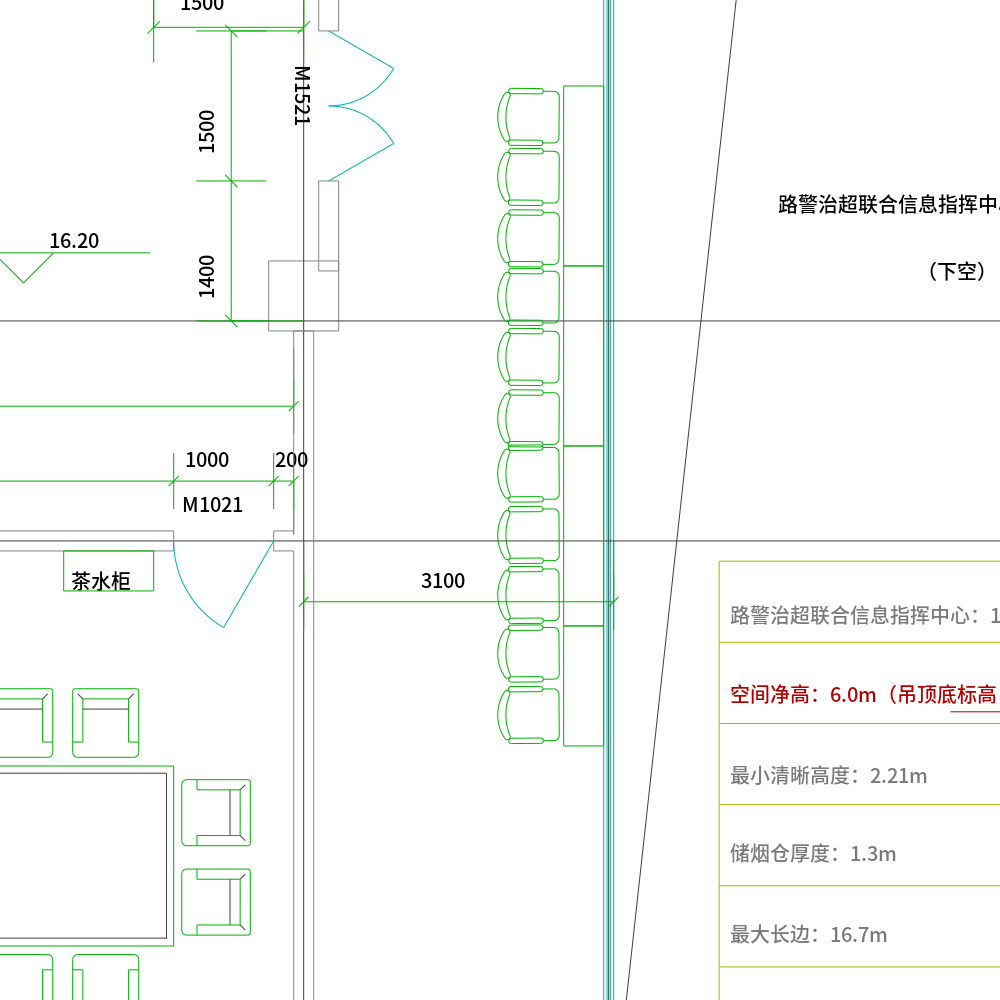 1500
M1521
1500
路警治超联合信息指挥中
16.20
（下空）
1400
1000
200
M1021
3100
茶水柜
路警治超联合信息指挥中心：1
空间净高：6.0m（吊顶底标高
最小清晰高度：2.21m
储烟仓厚度：1.3m
最大长边：16.7m